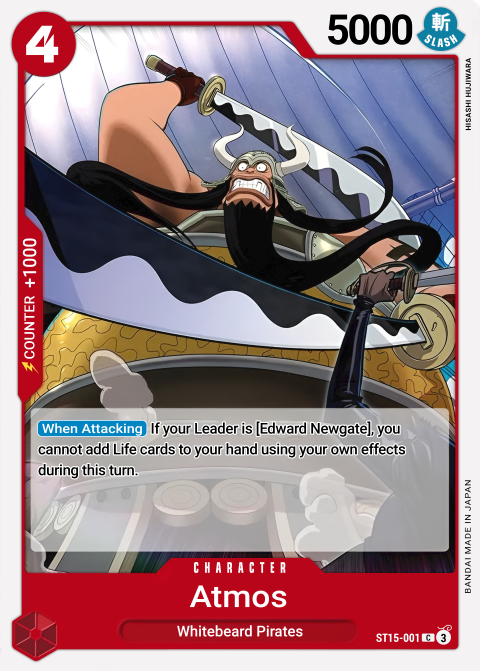 4
5000
斬
SLASH
HISASHI HUJIWARA
COUNTER +1000
When Attacking If your Leader is [Edward Newgate], you
cannot add Life cards to your hand using your own effects
during this turn.
CHARACTER
Atmos
Whitebeard Pirates
BANDAI MADE IN JAPAN
ST15-001 C 3